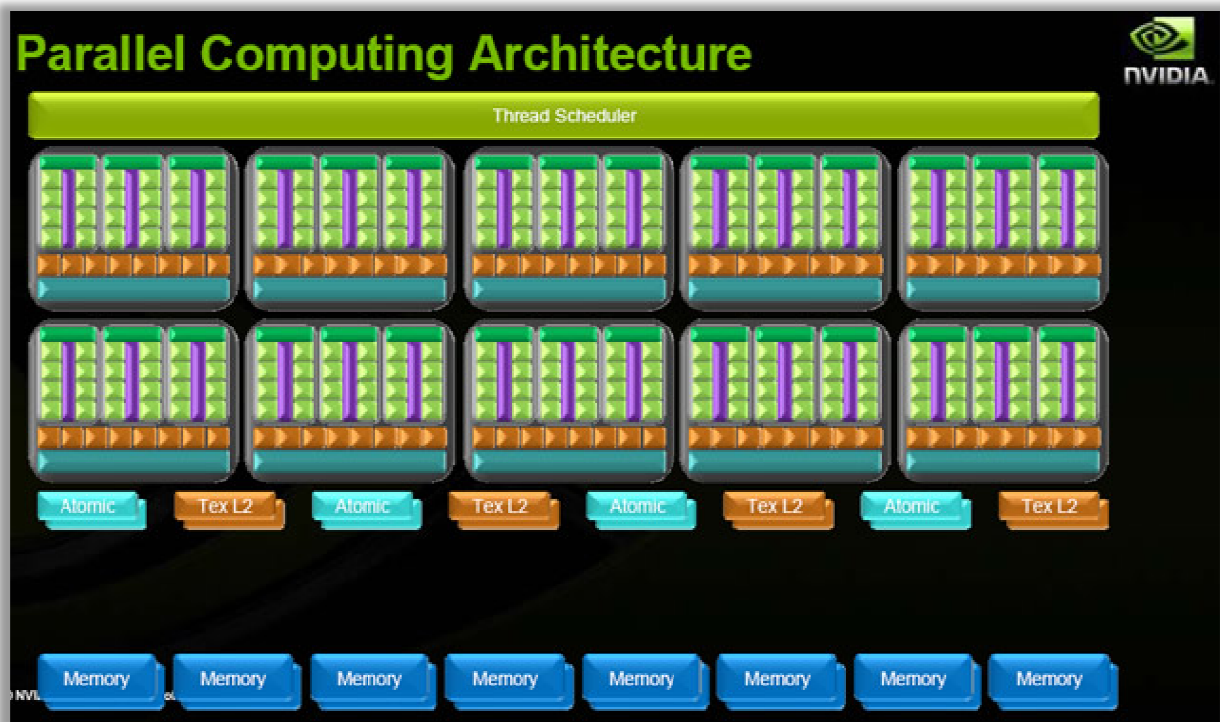 Parallel Computing Architecture
NVIDIA
Thread Scheduler
Atomic Tex L2 Atomic Tex L2 Atomic Tex L2 Atomic Tex L2
Memory Memory Memory Memory Memory Memory Memory Memory